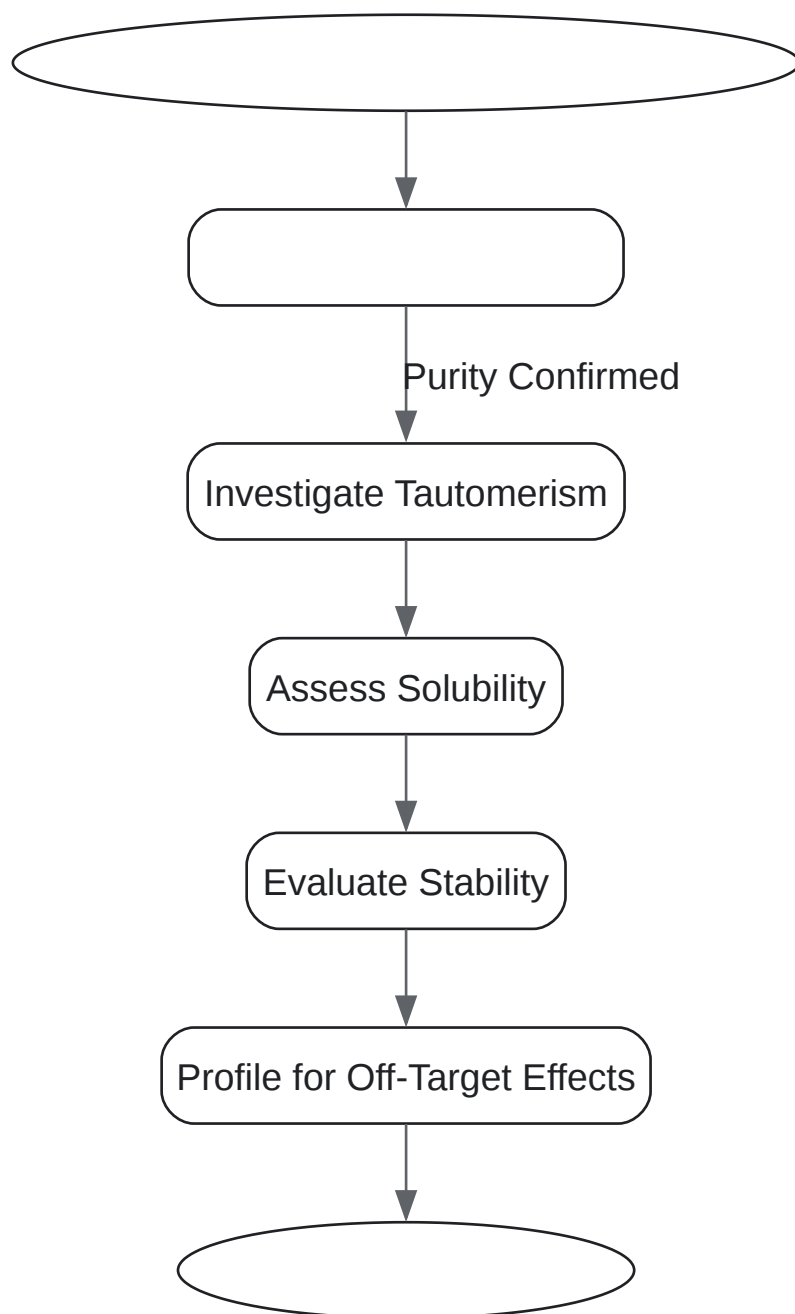 Purity Confirmed
Investigate Tautomerism
Assess Solubility
Evaluate Stability
Profile for Off-Target Effects